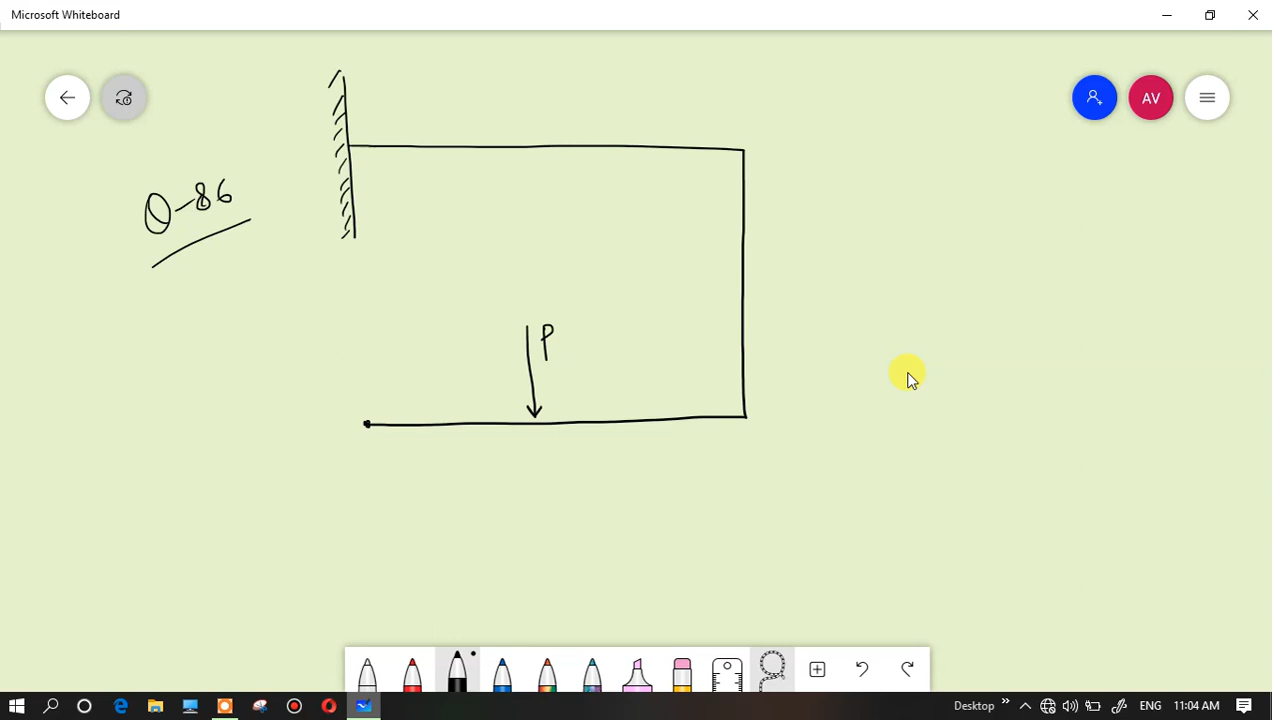 Microsoft Whiteboard
AV
Q-86
P
Desktop
ENG
11:04 AM